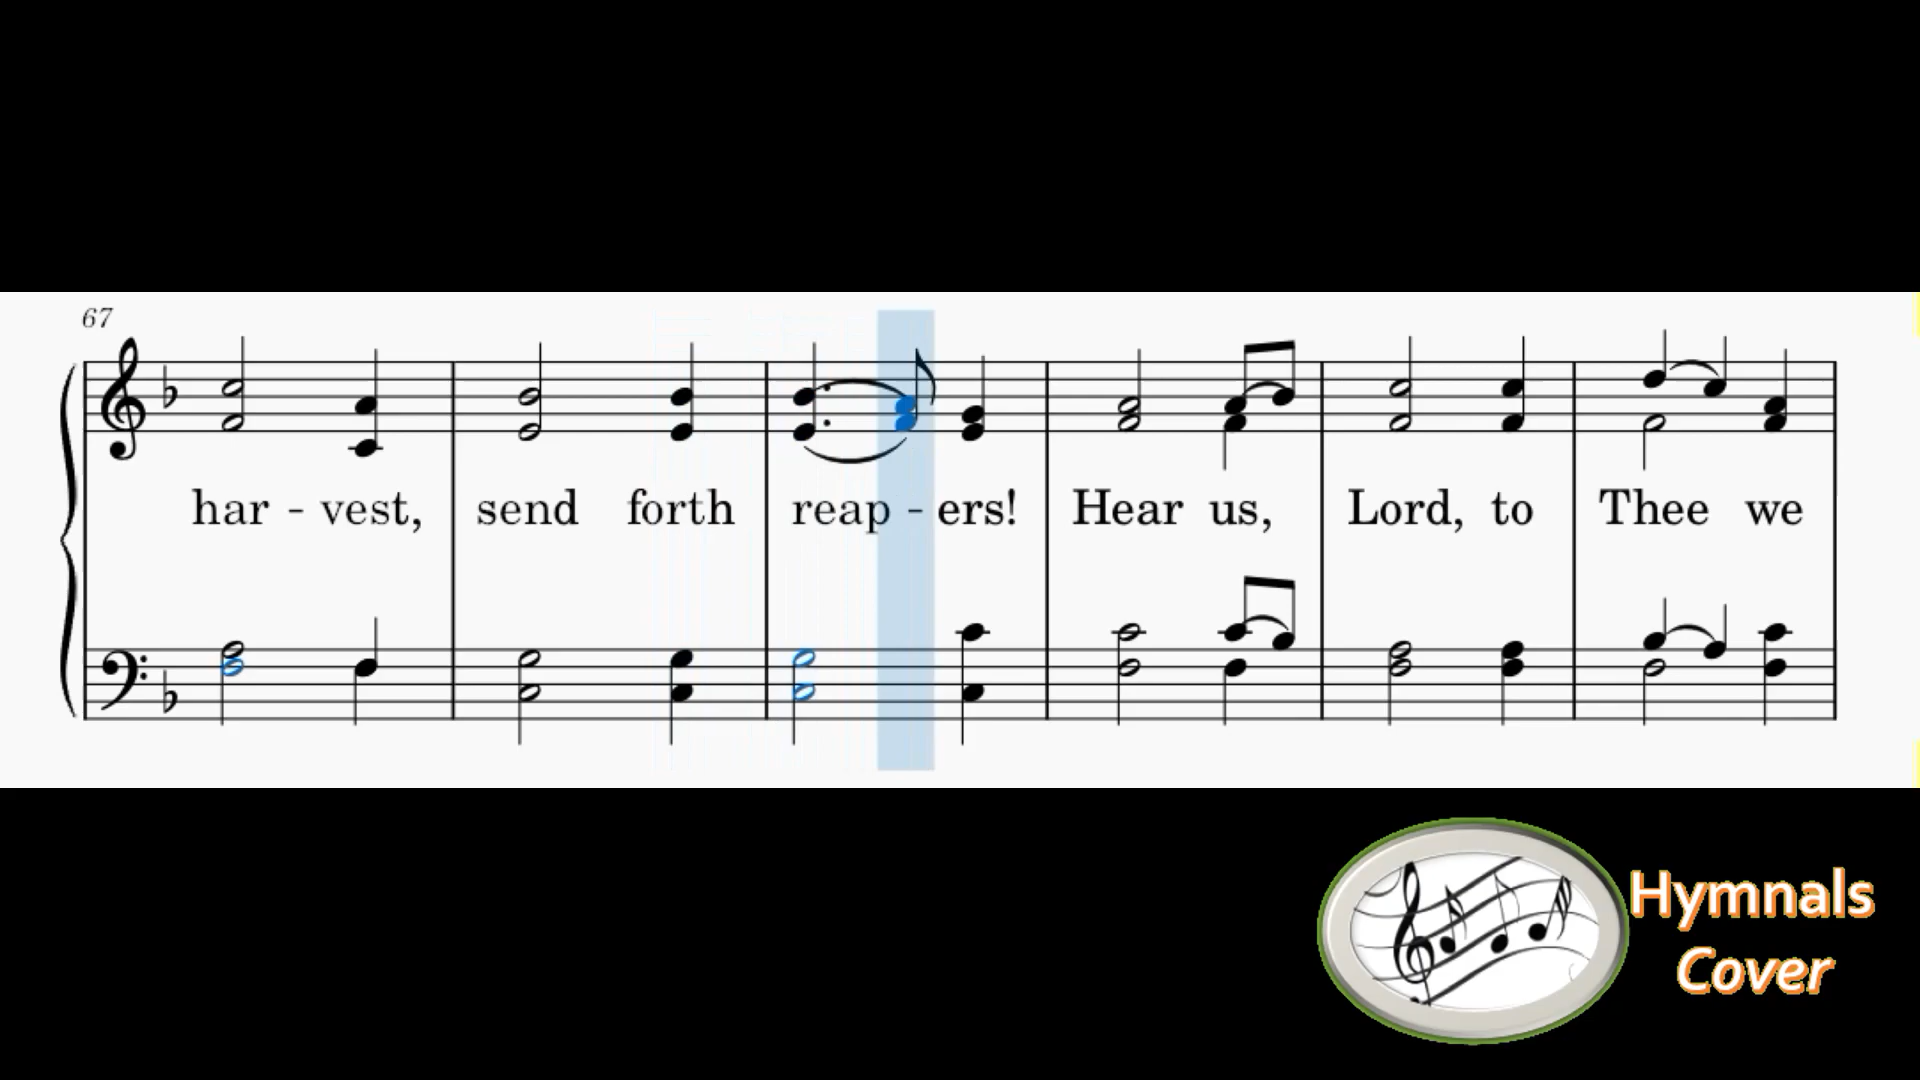 67
har - vest, send forth reap - ers! Hear us, Lord, to Thee we
Hymnals
Cover